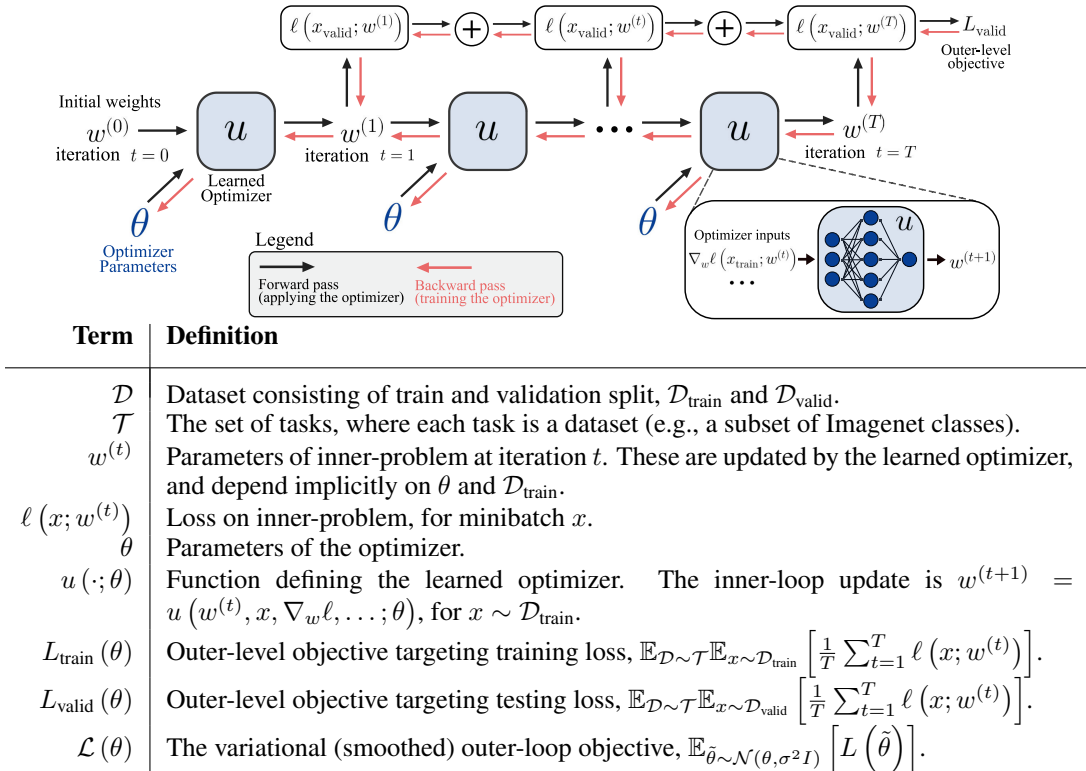 ℓ(x_valid; w^(1)) + ℓ(x_valid; w^(t)) + ℓ(x_valid; w^(T)) L_valid
Outer-level
objective
Initial weights
w^(0) u w^(1) u ••• u w^(T)
iteration t = 0 iteration t = 1 iteration t = T
Learned
Optimizer
θ θ θ
Optimizer
Parameters
Legend
Forward pass
(applying the optimizer)
Backward pass
(training the optimizer)
Optimizer inputs
∇_w ℓ(x_train; w^(t))
•••
u
w^(t+1)
Term Definition
𝒟 Dataset consisting of train and validation split, 𝒟_train and 𝒟_valid.
𝒯 The set of tasks, where each task is a dataset (e.g., a subset of Imagenet classes).
w^(t) Parameters of inner-problem at iteration t. These are updated by the learned optimizer,
and depend implicitly on θ and 𝒟_train.
ℓ(x; w^(t)) Loss on inner-problem, for minibatch x.
θ Parameters of the optimizer.
u(·; θ) Function defining the learned optimizer. The inner-loop update is w^(t+1) =
u(w^(t), x, ∇_w ℓ, …; θ), for x ∼ 𝒟_train.
L_train(θ) Outer-level objective targeting training loss, 𝔼_{𝒟∼𝒯} 𝔼_{x∼𝒟_train} [1/T ∑_{t=1}^{T} ℓ(x; w^(t))].
L_valid(θ) Outer-level objective targeting testing loss, 𝔼_{𝒟∼𝒯} 𝔼_{x∼𝒟_valid} [1/T ∑_{t=1}^{T} ℓ(x; w^(t))].
ℒ(θ) The variational (smoothed) outer-loop objective, 𝔼_{θ̃∼𝒩(θ,σ²I)} [L(θ̃)].